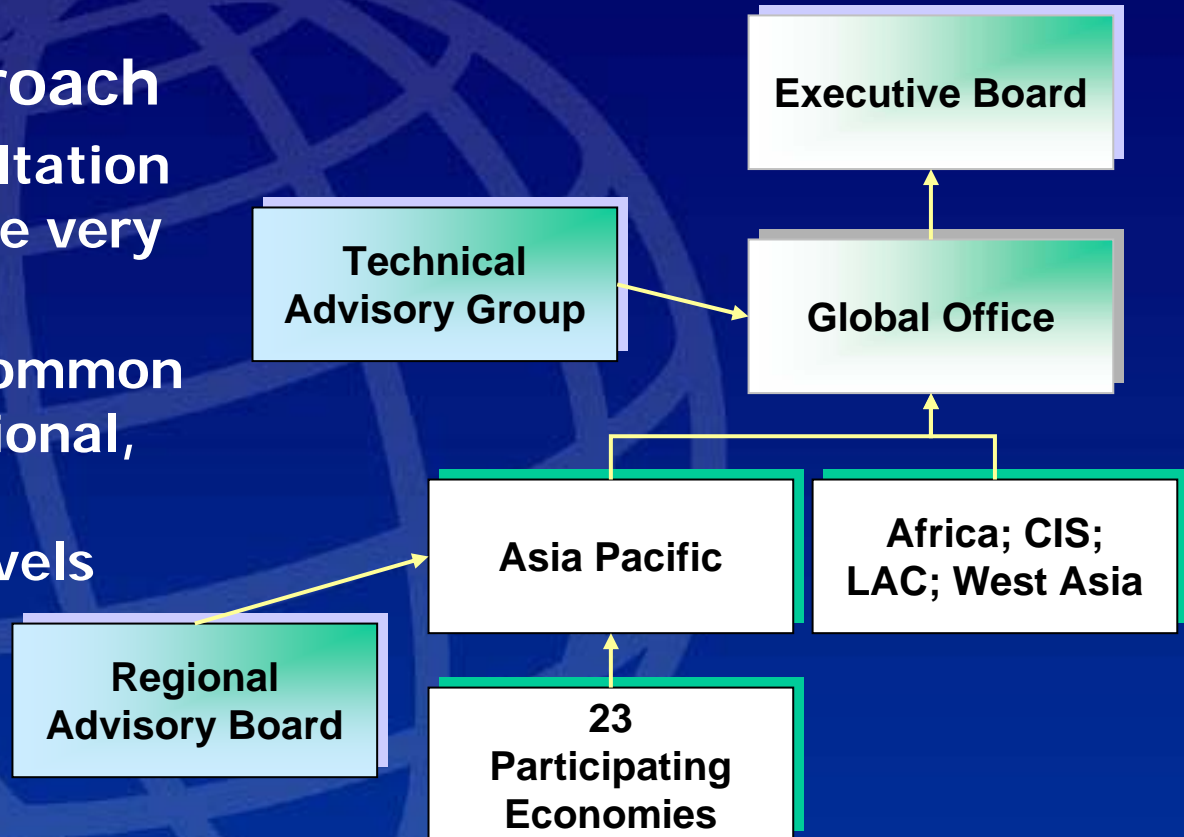 roach
ltation
e very
ommon
ional,
vels
Executive Board
Technical
Advisory Group
Global Office
Asia Pacific
Africa; CIS;
LAC; West Asia
Regional
Advisory Board
23
Participating
Economies